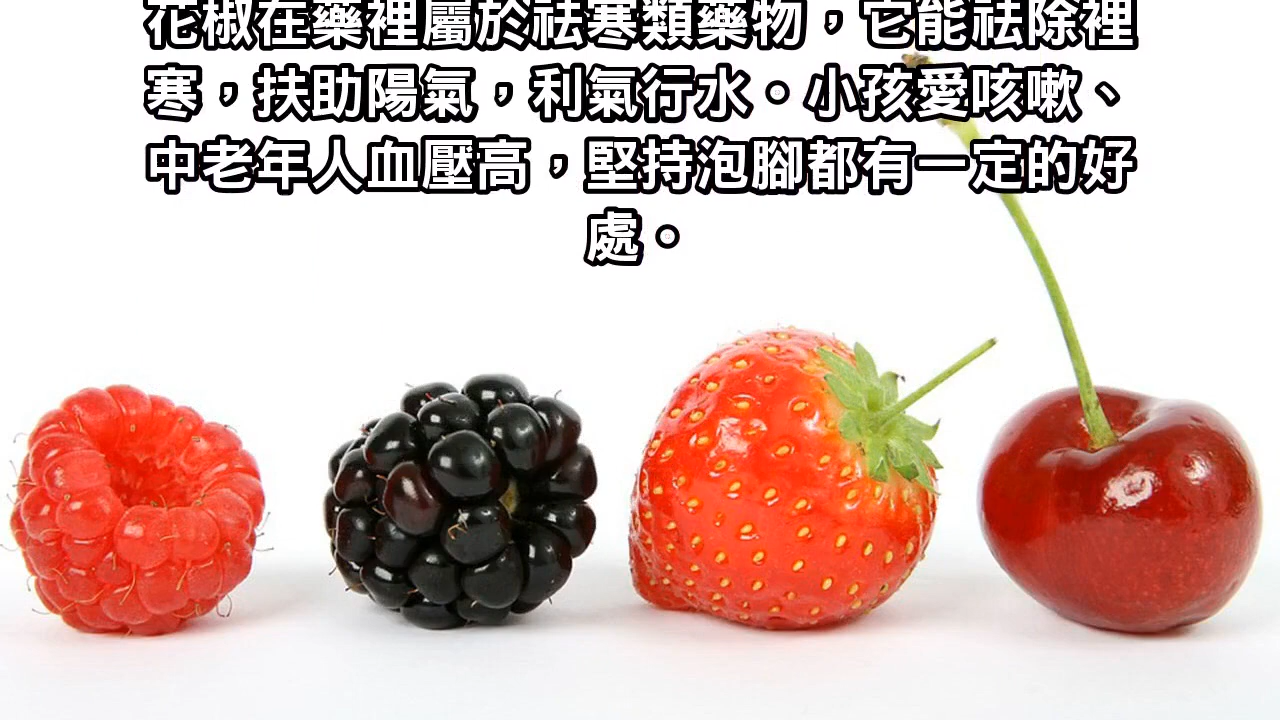 花椒在藥裡屬於祛寒類藥物，它能祛除裡
寒，扶助陽氣，利氣行水。小孩愛咳嗽、
中老年人血壓高，堅持泡腳都有一定的好
處。